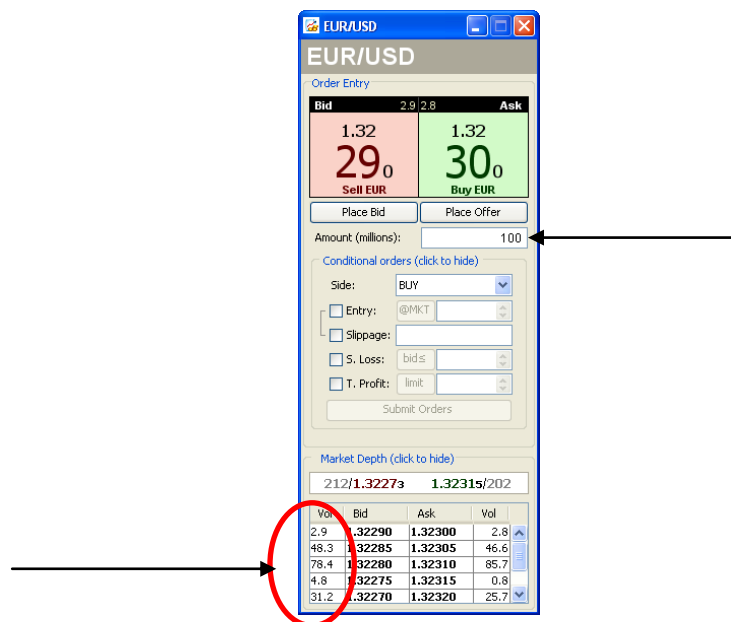 EUR/USD
EUR/USD
Order Entry
Bid 2.9 2.8 Ask
1.32 1.32
29₀ 30₀
Sell EUR Buy EUR
Place Bid Place Offer
Amount (millions): 100
Conditional orders (click to hide)
Side: BUY
Entry: @MKT
Slippage:
S. Loss: bid≤
T. Profit: limit
Submit Orders
Market Depth (click to hide)
212/1.32273 1.32315/202
Vol Bid Ask Vol
2.9 1.32290 1.32300 2.8
48.3 1.32285 1.32305 46.6
78.4 1.32280 1.32310 85.7
4.8 1.32275 1.32315 0.8
31.2 1.32270 1.32320 25.7